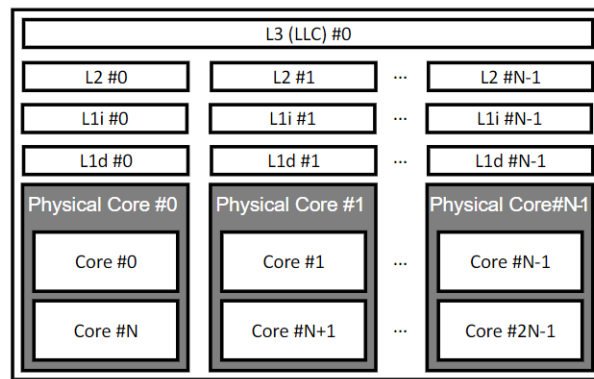 L3 (LLC) #0
L2 #0 L2 #1 ... L2 #N-1
L1i #0 L1i #1 ... L1i #N-1
L1d #0 L1d #1 ... L1d #N-1
Physical Core #0 Physical Core #1 Physical Core#N-1
Core #0 Core #1 ... Core #N-1
Core #N Core #N+1 ... Core #2N-1